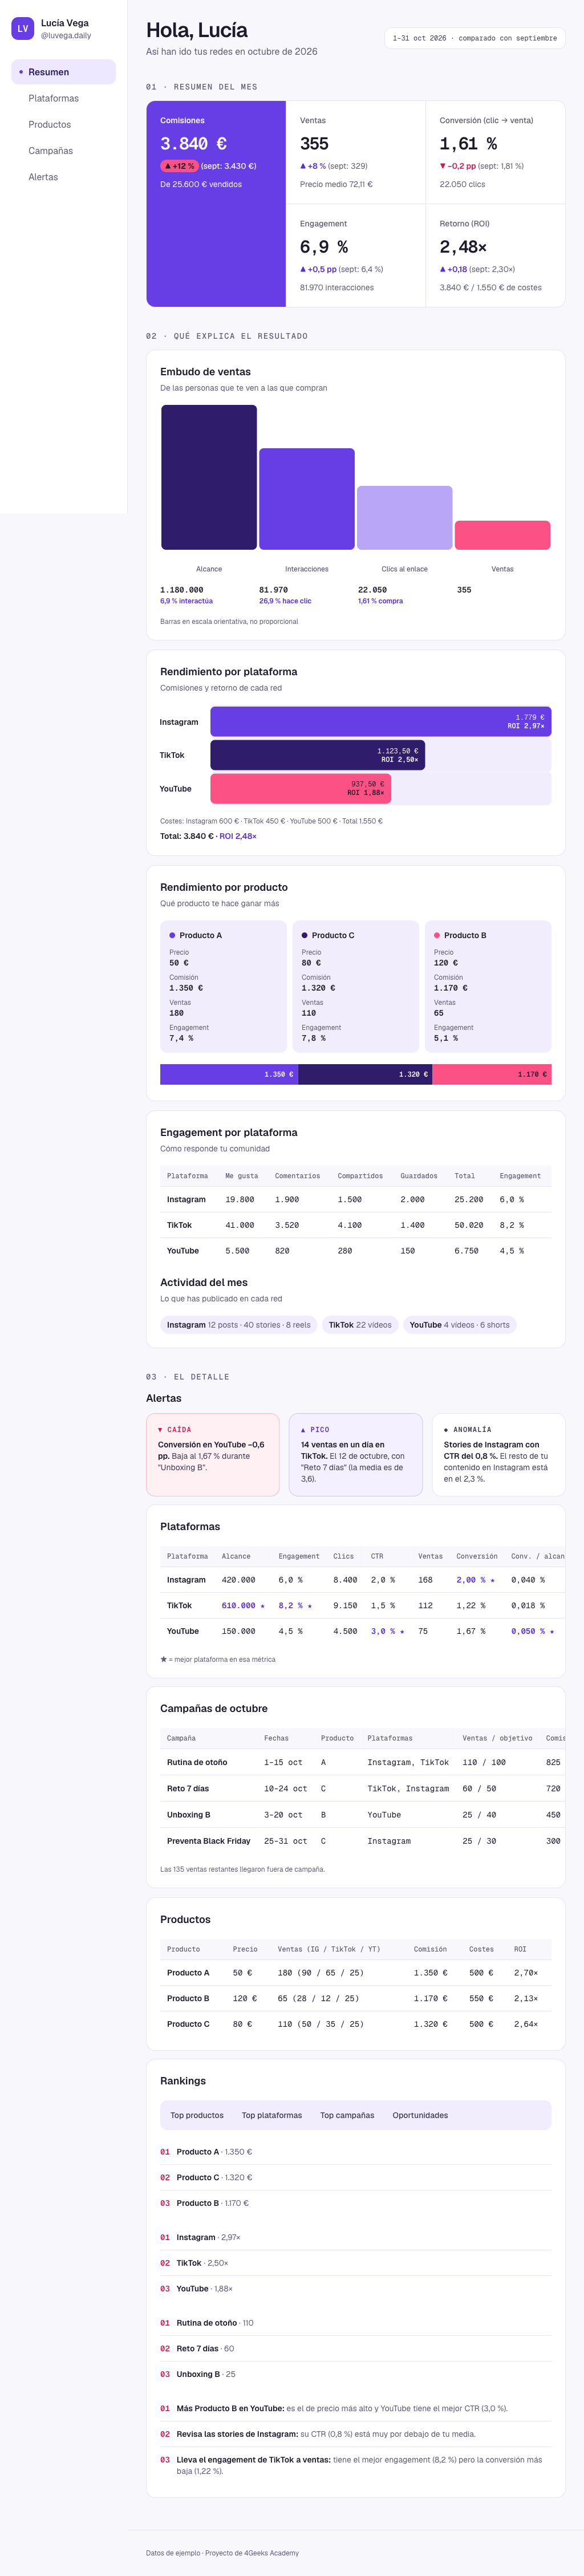 LV
Lucía Vega
@luvega.daily
Resumen
Plataformas
Productos
Campañas
Alertas
Hola, Lucía
Así han ido tus redes en octubre de 2026
1–31 oct 2026 · comparado con septiembre
01 · RESUMEN DEL MES
Comisiones
3.840 €
▲ +12 % (sept: 3.430 €)
De 25.600 € vendidos
Ventas
355
▲ +8 % (sept: 329)
Precio medio 72,11 €
Conversión (clic → venta)
1,61 %
▼ −0,2 pp (sept: 1,81 %)
22.050 clics
Engagement
6,9 %
▲ +0,5 pp (sept: 6,4 %)
81.970 interacciones
Retorno (ROI)
2,48×
▲ +0,18 (sept: 2,30×)
3.840 € / 1.550 € de costes
02 · QUÉ EXPLICA EL RESULTADO
Embudo de ventas
De las personas que te ven a las que compran
Alcance Interacciones Clics al enlace Ventas
1.180.000 81.970 22.050 355
6,9 % interactúa 26,9 % hace clic 1,61 % compra
Barras en escala orientativa, no proporcional
Rendimiento por plataforma
Comisiones y retorno de cada red
Instagram 1.779 €
ROI 2,97×
TikTok 1.123,50 €
ROI 2,50×
YouTube 937,50 €
ROI 1,88×
Costes: Instagram 600 € · TikTok 450 € · YouTube 500 € · Total 1.550 €
Total: 3.840 € · ROI 2,48×
Rendimiento por producto
Qué producto te hace ganar más
Producto A
Precio
50 €
Comisión
1.350 €
Ventas
180
Engagement
7,4 %
Producto C
Precio
80 €
Comisión
1.320 €
Ventas
110
Engagement
7,8 %
Producto B
Precio
120 €
Comisión
1.170 €
Ventas
65
Engagement
5,1 %
1.350 € 1.320 € 1.170 €
Engagement por plataforma
Cómo responde tu comunidad
Plataforma Me gusta Comentarios Compartidos Guardados Total Engagement
Instagram 19.800 1.900 1.500 2.000 25.200 6,0 %
TikTok 41.000 3.520 4.100 1.400 50.020 8,2 %
YouTube 5.500 820 280 150 6.750 4,5 %
Actividad del mes
Lo que has publicado en cada red
Instagram 12 posts · 40 stories · 8 reels
TikTok 22 videos
YouTube 4 videos · 6 shorts
03 · EL DETALLE
Alertas
▼ CAÍDA
Conversión en YouTube −0,6
pp. Baja al 1,67 % durante
"Unboxing B".
▲ PICO
14 ventas en un día en
TikTok. El 12 de octubre, con
"Reto 7 días" (la media es de
3,6).
◆ ANOMALÍA
Stories de Instagram con
CTR del 0,8 %. El resto de tu
contenido en Instagram está
en el 2,3 %.
Plataformas
Plataforma Alcance Engagement Clics CTR Ventas Conversión Conv. / alcan
Instagram 420.000 6,0 % 8.400 2,0 % 168 2,00 % ★ 0,040 %
TikTok 610.000 ★ 8,2 % ★ 9.150 1,5 % 112 1,22 % 0,018 %
YouTube 150.000 4,5 % 4.500 3,0 % ★ 75 1,67 % 0,050 % ★
★ = mejor plataforma en esa métrica
Campañas de octubre
Campaña Fechas Producto Plataformas Ventas / objetivo Comis
Rutina de otoño 1–15 oct A Instagram, TikTok 110 / 100 825
Reto 7 días 10–24 oct C TikTok, Instagram 60 / 50 720
Unboxing B 3–20 oct B YouTube 25 / 40 450
Preventa Black Friday 25–31 oct C Instagram 25 / 30 300
Las 135 ventas restantes llegaron fuera de campaña.
Productos
Producto Precio Ventas (IG / TikTok / YT) Comisión Costes ROI
Producto A 50 € 180 (90 / 65 / 25) 1.350 € 500 € 2,70×
Producto B 120 € 65 (28 / 12 / 25) 1.170 € 550 € 2,13×
Producto C 80 € 110 (50 / 35 / 25) 1.320 € 500 € 2,64×
Rankings
Top productos Top plataformas Top campañas Oportunidades
01 Producto A · 1.350 €
02 Producto C · 1.320 €
03 Producto B · 1.170 €
01 Instagram · 2,97×
02 TikTok · 2,50×
03 YouTube · 1,88×
01 Rutina de otoño · 110
02 Reto 7 días · 60
03 Unboxing B · 25
01 Más Producto B en YouTube: es el de precio más alto y YouTube tiene el mejor CTR (3,0 %).
02 Revisa las stories de Instagram: su CTR (0,8 %) está muy por debajo de tu media.
03 Lleva el engagement de TikTok a ventas: tiene el mejor engagement (8,2 %) pero la conversión más
baja (1,22 %).
Datos de ejemplo · Proyecto de 4Geeks Academy